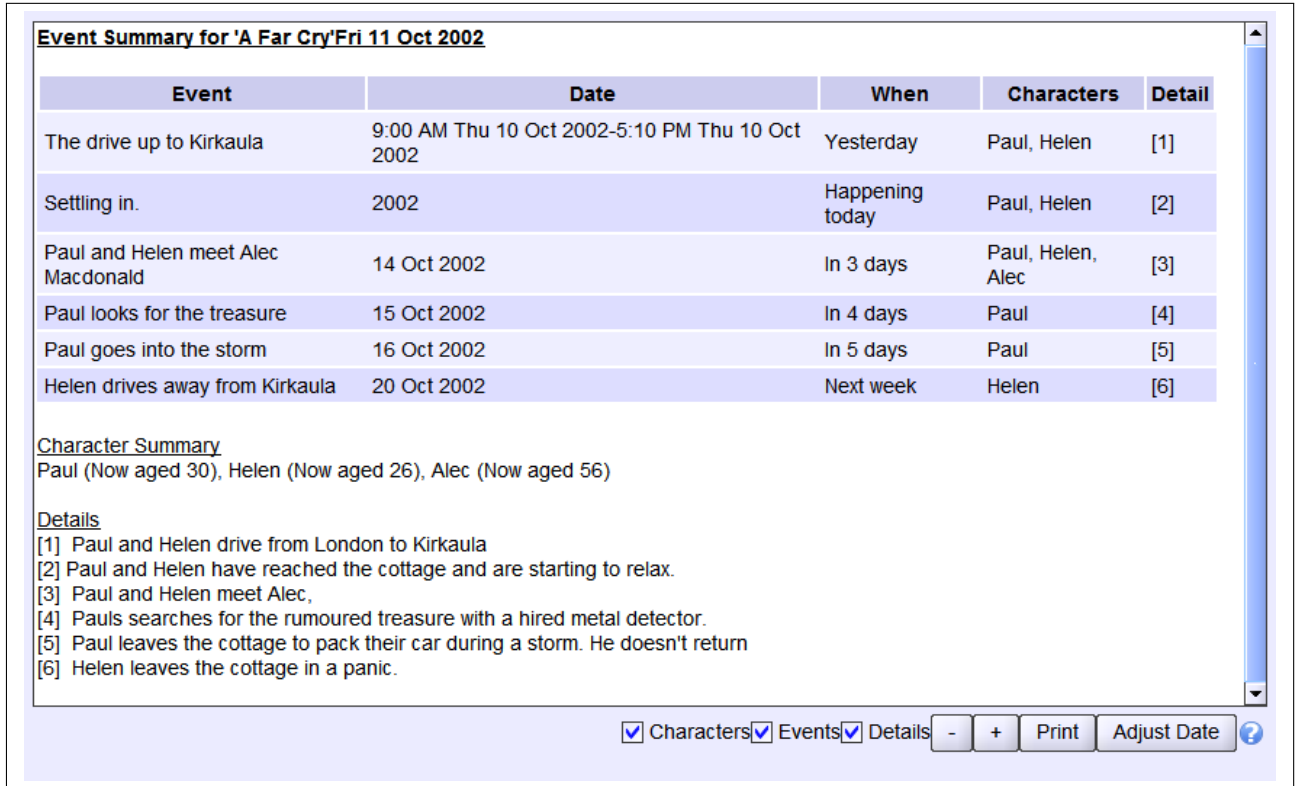 Event Summary for 'A Far Cry'Fri 11 Oct 2002
Event Date When Characters Detail
The drive up to Kirkaula 9:00 AM Thu 10 Oct 2002-5:10 PM Thu 10 Oct 2002 Yesterday Paul, Helen [1]
Settling in. 2002 Happening today Paul, Helen [2]
Paul and Helen meet Alec Macdonald 14 Oct 2002 In 3 days Paul, Helen, Alec [3]
Paul looks for the treasure 15 Oct 2002 In 4 days Paul [4]
Paul goes into the storm 16 Oct 2002 In 5 days Paul [5]
Helen drives away from Kirkaula 20 Oct 2002 Next week Helen [6]
Character Summary
Paul (Now aged 30), Helen (Now aged 26), Alec (Now aged 56)
Details
[1] Paul and Helen drive from London to Kirkaula
[2] Paul and Helen have reached the cottage and are starting to relax.
[3] Paul and Helen meet Alec,
[4] Pauls searches for the rumoured treasure with a hired metal detector.
[5] Paul leaves the cottage to pack their car during a storm. He doesn't return
[6] Helen leaves the cottage in a panic.
Characters Events Details - + Print Adjust Date ?